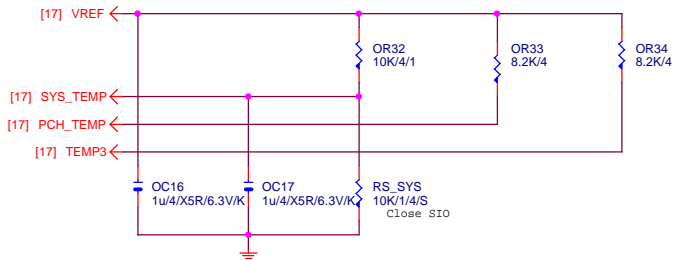 [17] VREF
OR32
10K/4/1
OR33
8.2K/4
OR34
8.2K/4
[17] SYS_TEMP
[17] PCH_TEMP
[17] TEMP3
OC16
1u/4/X5R/6.3V/K
OC17
1u/4/X5R/6.3V/K
RS_SYS
10K/1/4/S
Close SIO